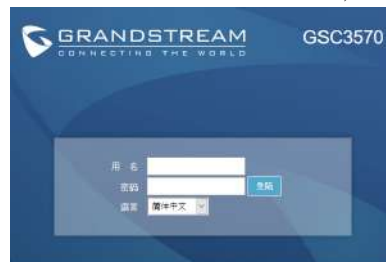 GRANDSTREAM
CONNECTING THE WORLD
GSC3570
用 名
密码
登陆
语言
简体中文